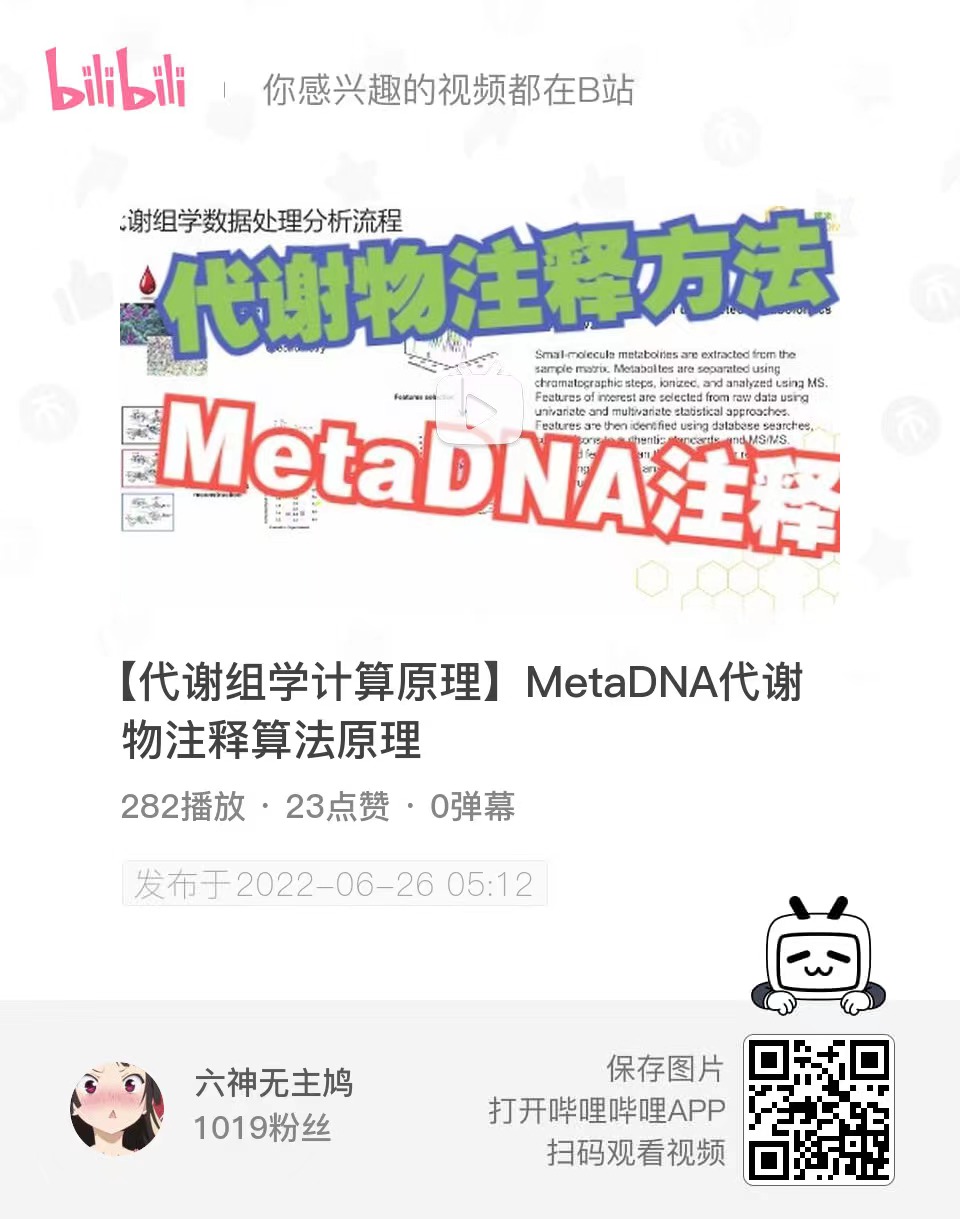 bilibili
你感兴趣的视频都在B站
谢组学数据处理分析流程
代谢物注释方法
Small-molecule metabolites are extracted from the
sample matrix. Metabolites are separated using
chromatographic steps, ionized, and analyzed using MS.
Features of interest are selected from raw data using
univariate and multivariate statistical approaches.
Features are then identified using database searches,
MetaDNA注释
【代谢组学计算原理】MetaDNA代谢
物注释算法原理
282播放 · 23点赞 · 0弹幕
发布于2022-06-26 05:12
六神无主鸠
1019粉丝
保存图片
打开哔哩哔哩APP
扫码观看视频